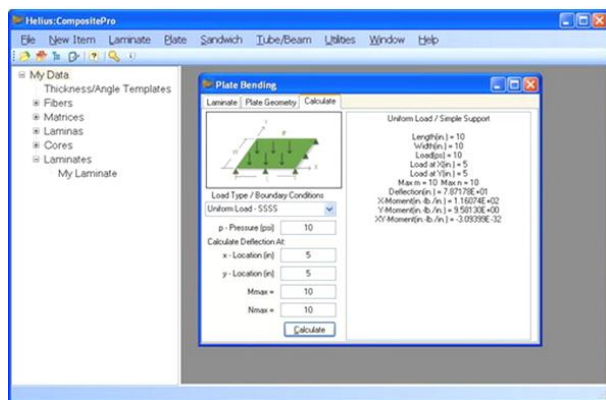 Helius:CompositePro
File New Item Laminate Plate Sandwich Tube/Beam Utilities Window Help
My Data
Thickness/Angle Templates
Fibers
Matrices
Laminas
Cores
Laminates
My Laminate
Plate Bending
Laminate Plate Geometry Calculate
Load Type / Boundary Conditions
Uniform Load - SSSS
p - Pressure (psi) 10
Calculate Deflection At:
x - Location (in) 5
y - Location (in) 5
Mmax = 10
Nmax = 10
Calculate
Uniform Load / Simple Support
Length(in.) = 10
Width(in.) = 10
Load(psi) = 10
Load at X(in.) = 5
Load at Y(in.) = 5
Max m = 10 Max n = 10
Deflection(in.) = 7.87178E+01
X-Moment(in.-lb./in.) = 1.16074E+02
Y-Moment(in.-lb./in.) = 9.58130E+00
XY-Moment(in.-lb./in.) = -3.09399E-32